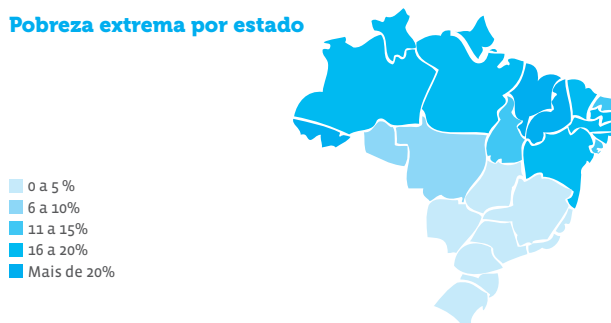 Pobreza extrema por estado
0 a 5 %
6 a 10%
11 a 15%
16 a 20%
Mais de 20%